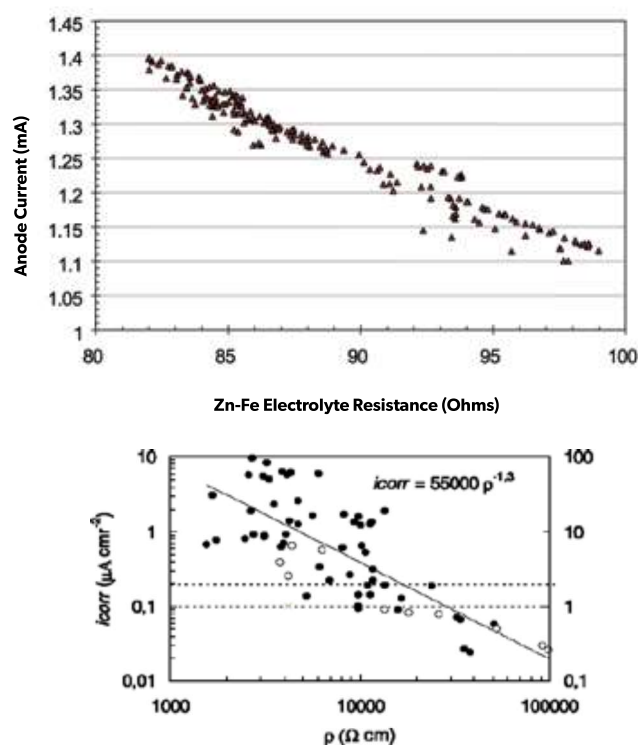 1.45
1.4
1.35
1.3
1.25
1.2
1.15
1.1
1.05
1
Anode Current (mA)
80 85 90 95 100
Zn-Fe Electrolyte Resistance (Ohms)
10 100
icorr = 55000 ρ^-1,3
1 10
0,1 1
0,01 0,1
icorr (µA cm^-2)
1000 10000 100000
ρ (Ω cm)